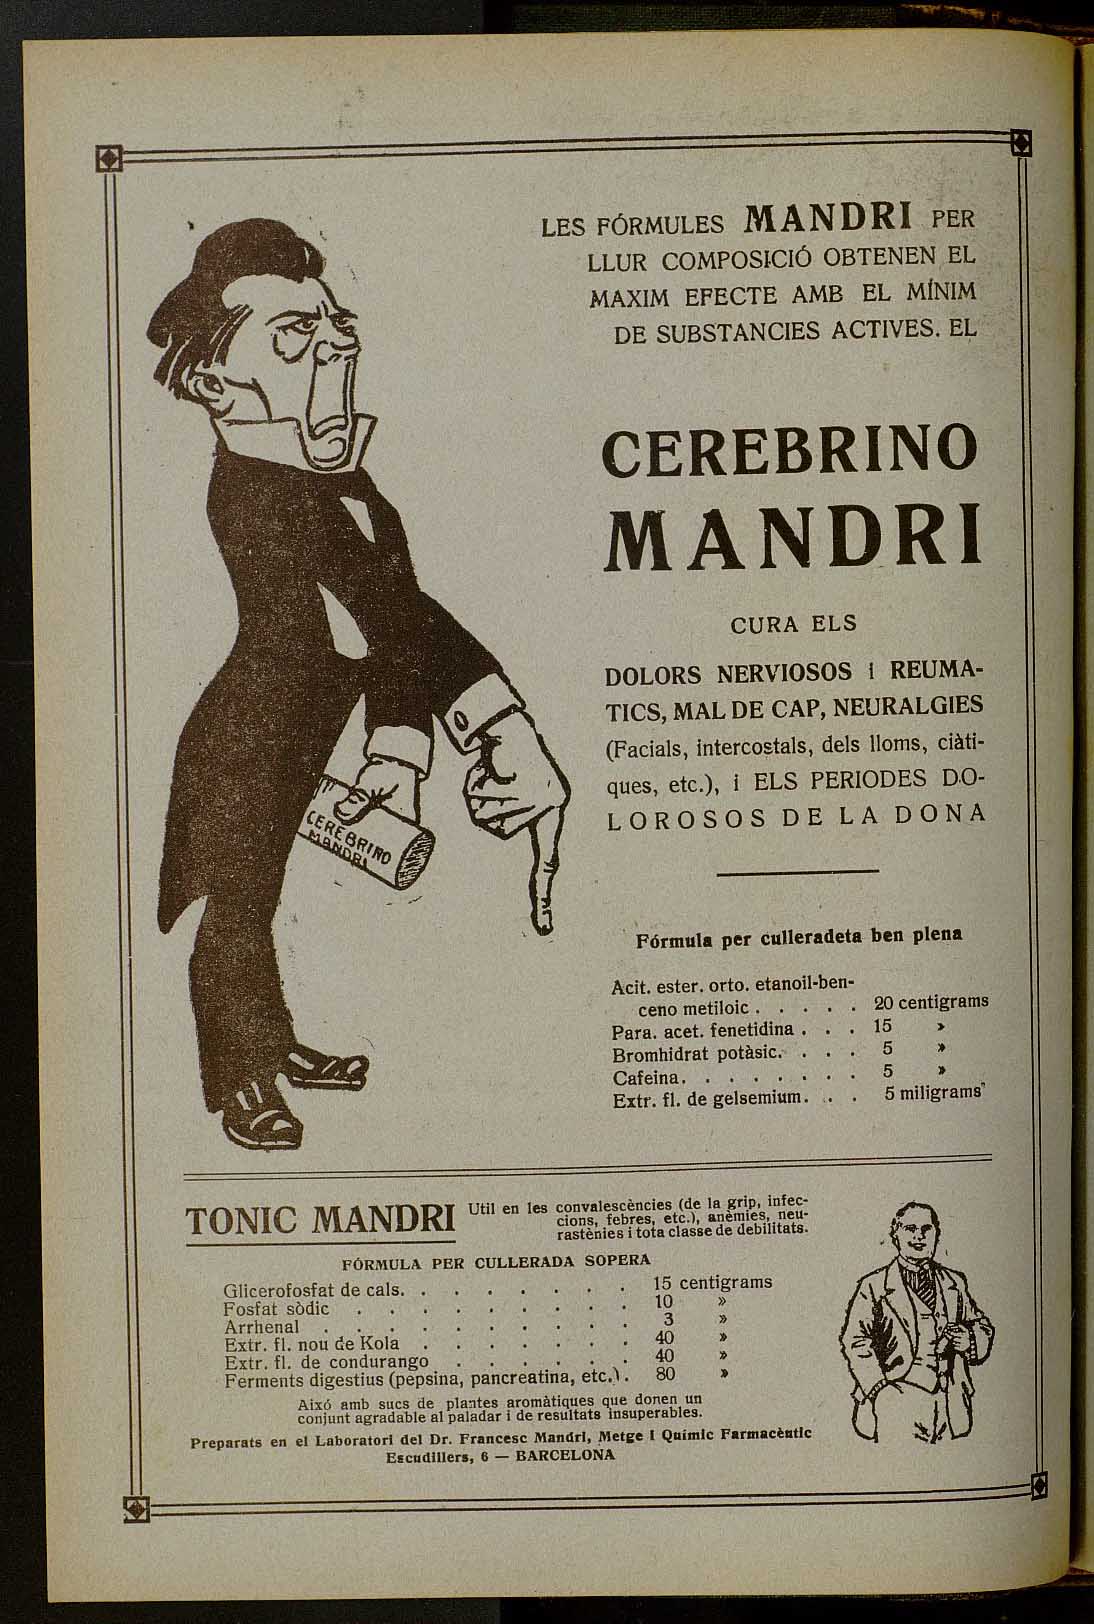 LES FÓRMULES MANDRI PER
LLUR COMPOSICIÓ OBTENEN EL
MAXIM EFECTE AMB EL MÍNIM
DE SUBSTANCIES ACTIVES. EL
CEREBRINO
MANDRI
CURA ELS
DOLORS NERVIOSOS i REUMA-
TICS, MAL DE CAP, NEURALGIES
(Facials, intercostals, dels lloms, ciàti-
ques, etc.), i ELS PERIODES DO-
LOROSOS DE LA DONA
CEREBRINO
MANDRI
Fórmula per culleradeta ben plena
Acit. ester. orto. etanoil-ben-
ceno metiloic . . . . . 20 centigrams
Para. acet. fenetidina . . . 15 »
Bromhidrat potàsic. . . . 5 »
Cafeina. . . . . . . . 5 »
Extr. fl. de gelsemium. . . 5 miligrams
TONIC MANDRI
Util en les convalescències (de la grip, infec-
cions, febres, etc.), anèmies, neu-
rastènies i tota classe de debilitats.
FÓRMULA PER CULLERADA SOPERA
Glicerofosfat de cals. . . . . . . . 15 centigrams
Fosfat sòdic . . . . . . . . . 10 »
Arrhenal . . . . . . . . . . 3 »
Extr. fl. nou de Kola . . . . . . . 40 »
Extr. fl. de condurango . . . . . . 40 »
Ferments digestius (pepsina, pancreatina, etc.) . 80 »
Aixó amb sucs de plantes aromàtiques que donen un
conjunt agradable al paladar i de resultats insuperables.
Preparats en el Laboratori del Dr. Francesc Mandri, Metge i Químic Farmacèutic
Escudillers, 6 — BARCELONA